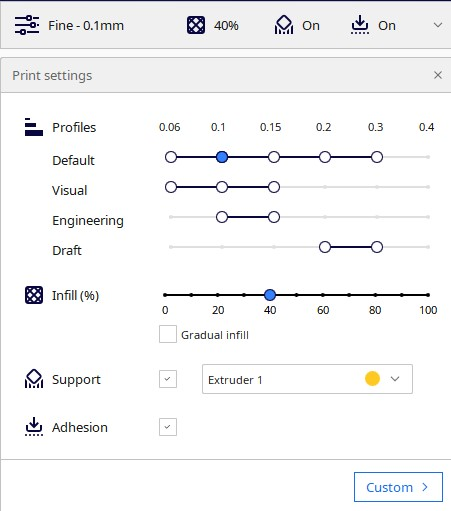 Fine - 0.1mm 40% On On
Print settings ×
Profiles 0.06 0.1 0.15 0.2 0.3 0.4
Default
Visual
Engineering
Draft
Infill (%)
0 20 40 60 80 100
Gradual infill
Support Extruder 1
Adhesion
Custom